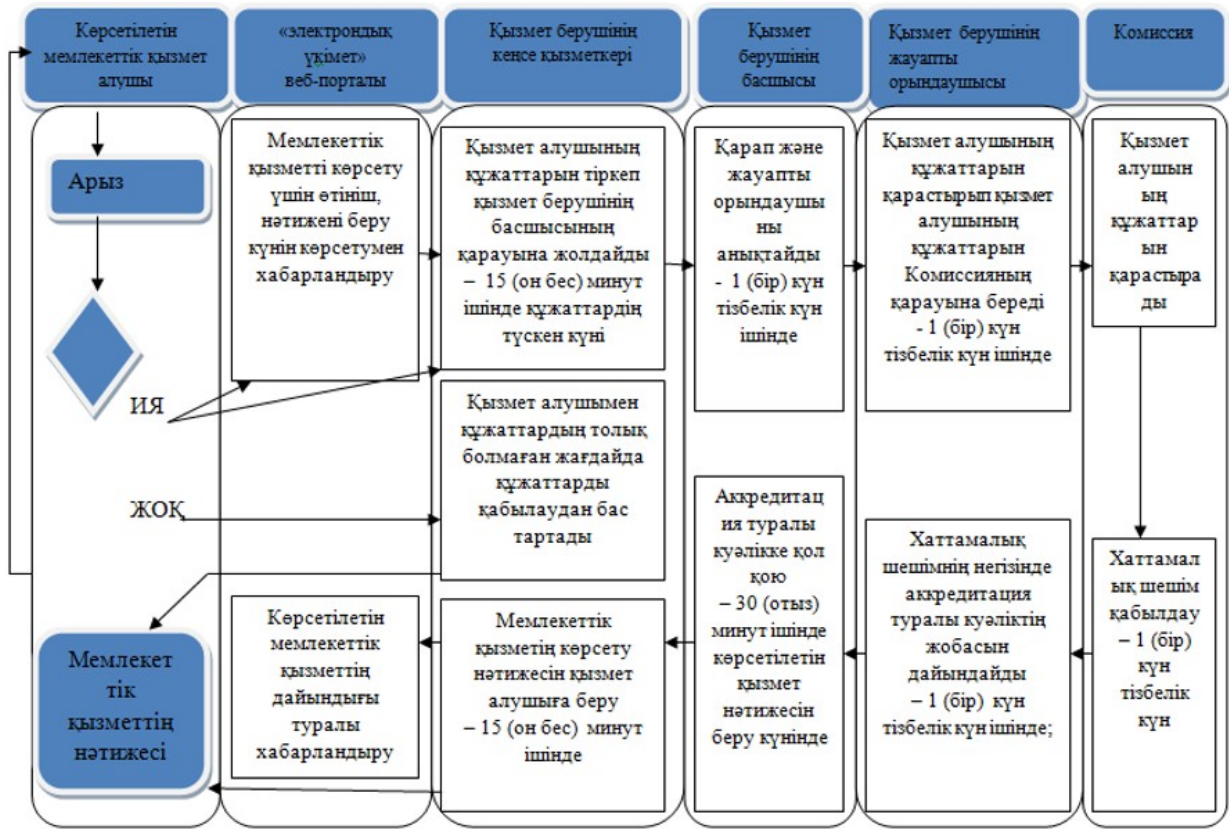 Көрсетілетін
мемлекеттік қызмет
алушы
«электрондық
үкімет»
веб-порталы
Қызмет берушінің
кеңсе қызметкері
Қызмет
берушінің
басшысы
Қызмет берушінің
жауапты
орындаушысы
Комиссия
Арыз
ИЯ
ЖОҚ
Мемлекет
тік
қызметтің
нәтижесі
Мемлекеттік
қызметті көрсету
үшін өтініш,
нәтижені беру
күнін көрсетумен
хабарландыру
Көрсетілетін
мемлекеттік
қызметтің
дайындығы
туралы
хабарландыру
Қызмет алушының
құжаттарын тіркеп
қызмет берушінің
басшысының
қарауына жолдайды
– 15 (он бес) минут
ішінде құжаттардің
түскен күні
Қызмет алушымен
құжаттардың толық
болмаған жағдайда
құжаттарды
қабылаудан бас
тартады
Мемлекеттік
қызметің көрсету
нәтижесін қызмет
алушыға беру
– 15 (он бес) минут
ішінде
Қарап және
жауапты
орындаушы
ны
анықтайды
- 1 (бір) күн
тізбелік күн
ішінде
Аккредитац
ия туралы
куәлікке қол
қою
– 30 (отыз)
минут ішінде
көрсетілетін
қызмет
нәтижесін
беру күнінде
Қызмет алушының
құжаттарын
қарастырып қызмет
алушының
құжаттарын
Комиссияның
қарауына береді
- 1 (бір) күн
тізбелік күн ішінде
Хаттамалық
шешімнің негізінде
аккредитация
туралы куәліктің
жобасын
дайындайды
– 1 (бір) күн
тізбелік күн ішінде;
Қызмет
алушын
ың
құжаттар
ын
қарастыра
ды
Хаттамал
ық шешім
қабылдау
– 1 (бір)
күн
тізбелік
күн